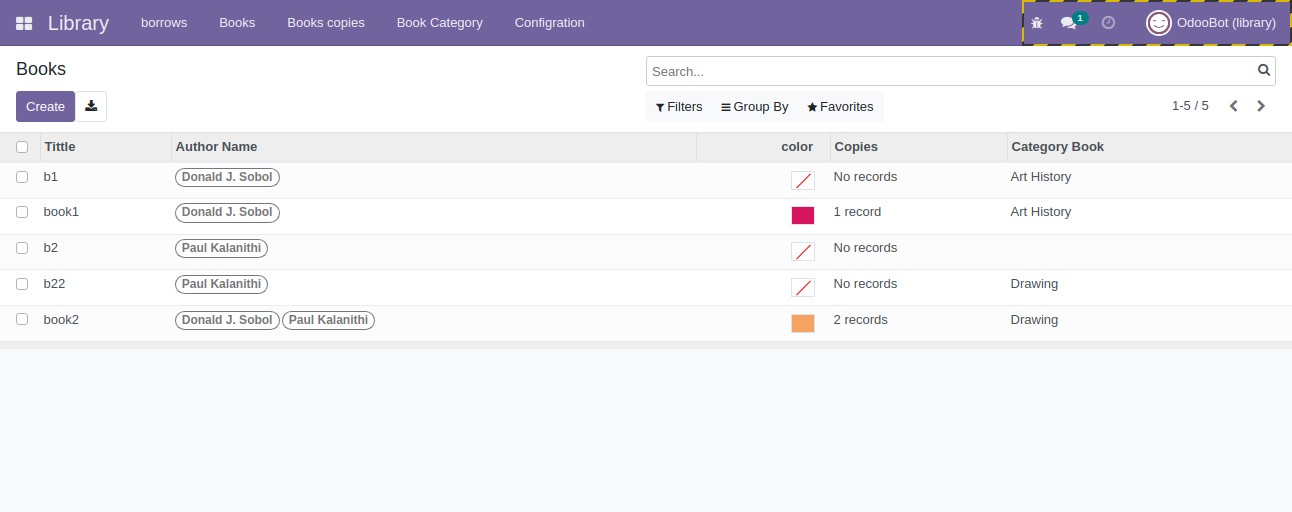 Library borrows Books Books copies Book Category Configration 1 OdooBot (library)
Books Search...
Create Filters Group By Favorites 1-5 / 5
Tittle Author Name color Copies Category Book
b1 Donald J. Sobol No records Art History
book1 Donald J. Sobol 1 record Art History
b2 Paul Kalanithi No records
b22 Paul Kalanithi No records Drawing
book2 Donald J. Sobol Paul Kalanithi 2 records Drawing